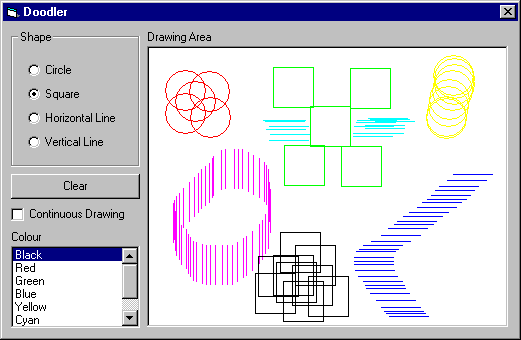 Doodler
Shape
Circle
Square
Horizontal Line
Vertical Line
Clear
Continuous Drawing
Colour
Black
Red
Green
Blue
Yellow
Cyan
Drawing Area